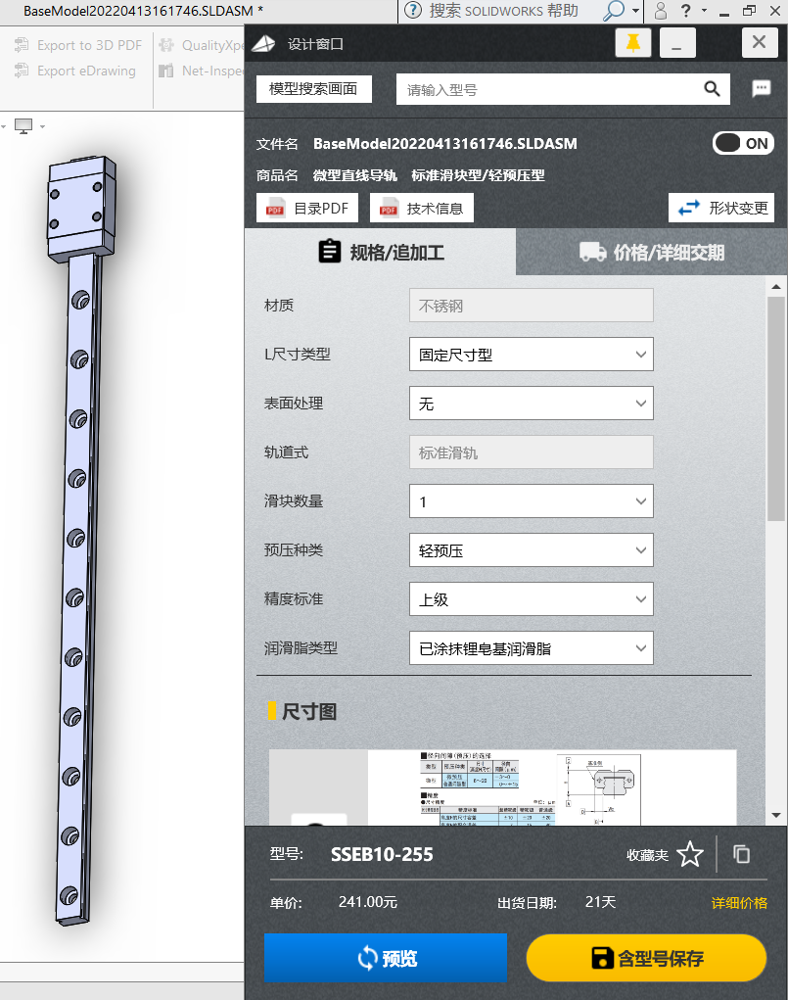 BaseModel20220413161746.SLDASM *
搜索 SOLIDWORKS 帮助
Export to 3D PDF
QualityXpe
设计窗口
Export eDrawing
Net-Inspec
模型搜索画面
请输入型号
文件名 BaseModel20220413161746.SLDASM
ON
商品名 微型直线导轨 标准滑块型/轻预压型
PDF 目录PDF
PDF 技术信息
形状变更
规格/追加工
价格/详细交期
材质 不锈钢
L尺寸类型 固定尺寸型
表面处理 无
轨道式 标准滑轨
滑块数量 1
预压种类 轻预压
精度标准 上级
润滑脂类型 已涂抹锂皂基润滑脂
尺寸图
型号: SSEB10-255
收藏夹
单价: 241.00元
出货日期: 21天
详细价格
预览
含型号保存